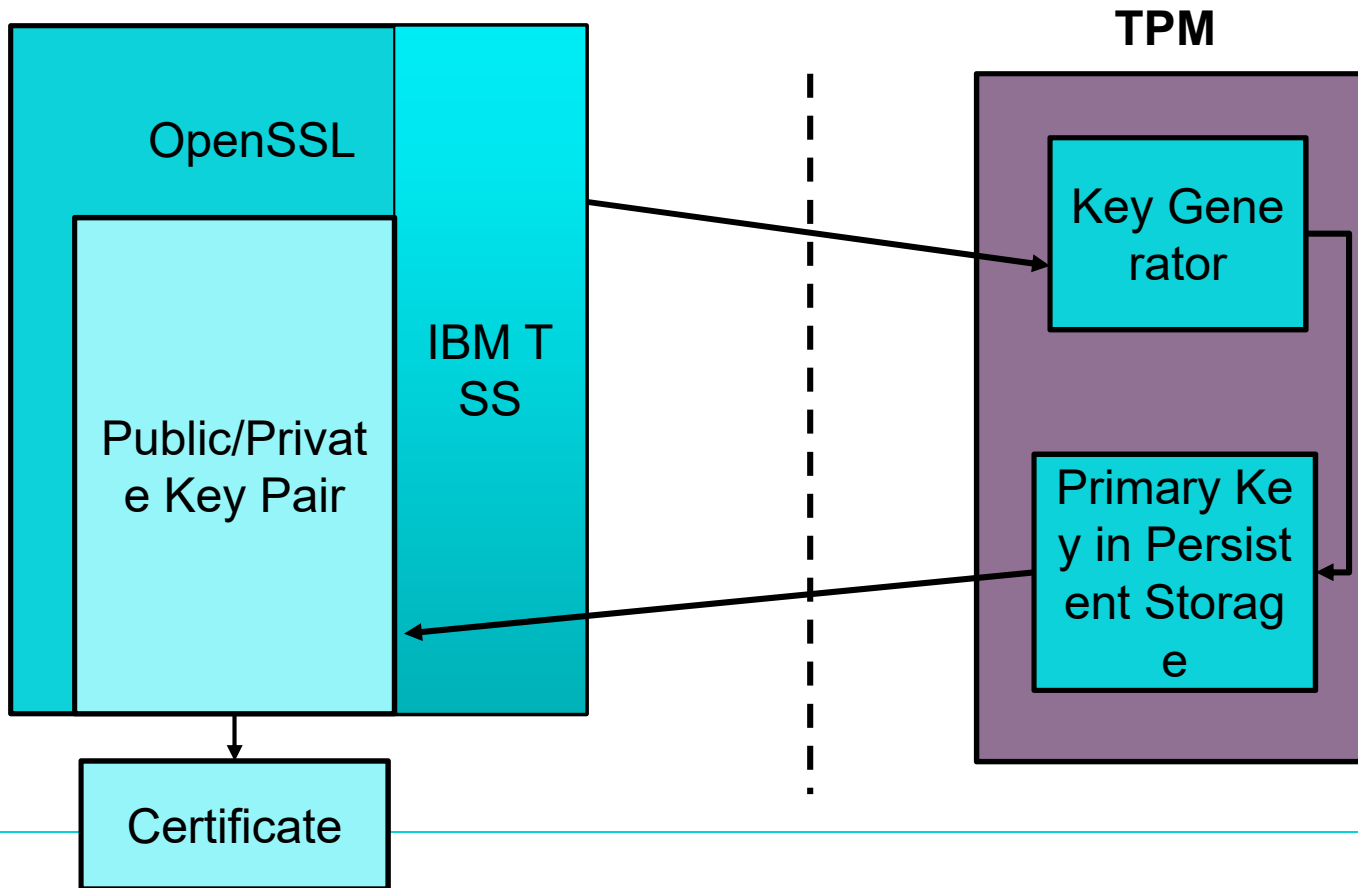 TPM
OpenSSL
IBM T
SS
Public/Privat
e Key Pair
Certificate
Key Gene
rator
Primary Ke
y in Persist
ent Storag
e